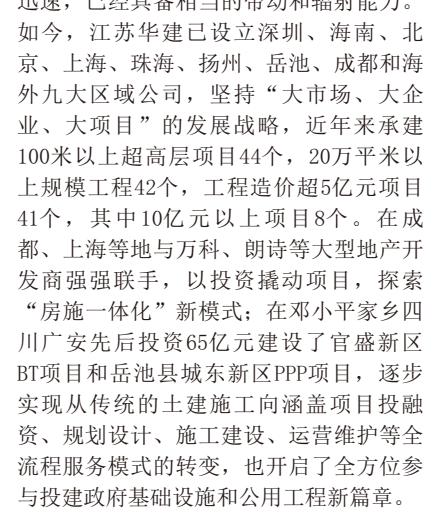 迅速，已经具备相当的带动和辐射能力。
如今，江苏华建已设立深圳、海南、北
京、上海、珠海、扬州、岳池、成都和海
外九大区域公司，坚持“大市场、大企
业、大项目”的发展战略，近年来承建
100米以上超高层项目44个，20万平米以
上规模工程42个，工程造价超5亿元项目
41个，其中10亿元以上项目8个。在成
都、上海等地与万科、朗诗等大型地产开
发商强强联手，以投资撬动项目，探索
“房施一体化”新模式；在邓小平家乡四
川广安先后投资65亿元建设了官盛新区
BT项目和岳池县城东新区PPP项目，逐步
实现从传统的土建施工向涵盖项目投融
资、规划设计、施工建设、运营维护等全
流程服务模式的转变，也开启了全方位参
与投建政府基础设施和公用工程新篇章。